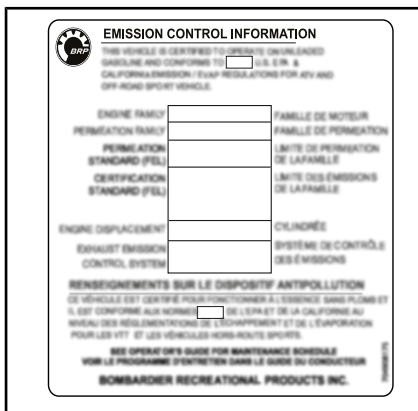 BRP
EMISSION CONTROL INFORMATION
THIS VEHICLE IS CERTIFIED TO OPERATE ON UNLEADED
GASOLINE AND CONFORMS TO U.S. EPA &
CALIFORNIA EMISSION / EVAP REGULATIONS FOR ATV AND
OFF-ROAD SPORT VEHICLE.
ENGINE FAMILY FAMILLE DE MOTEUR
PERMEATION FAMILY FAMILLE DE PERMEATION
PERMEATION LIMITE DE PERMEATION
STANDARD (FEL) DE LA FAMILLE
CERTIFICATION LIMITE DES ÉMISSIONS
STANDARD (FEL) DE LA FAMILLE
ENGINE DISPLACEMENT CYLINDRÉE
EXHAUST EMISSION SYSTÈME DE CONTRÔLE
CONTROL SYSTEM DES ÉMISSIONS
RENSEIGNEMENTS SUR LE DISPOSITIF ANTIPOLLUTION
CE VÉHICULE EST CERTIFIÉ POUR FONCTIONNER À L'ESSENCE SANS PLOMB ET
IL EST CONFORME AUX NORMES DE L'EPA ET DE LA CALIFORNIE AU
NIVEAU DES RÉGLEMENTATIONS DE L'ÉCHAPPEMENT ET DE L'ÉVAPORATION
POUR LES VTT ET LES VÉHICULES HORS-ROUTE SPORTS.
SEE OPERATOR'S GUIDE FOR MAINTENANCE SCHEDULE
VOIR LE PROGRAMME D'ENTRETIEN DANS LE GUIDE DU CONDUCTEUR
BOMBARDIER RECREATIONAL PRODUCTS INC.